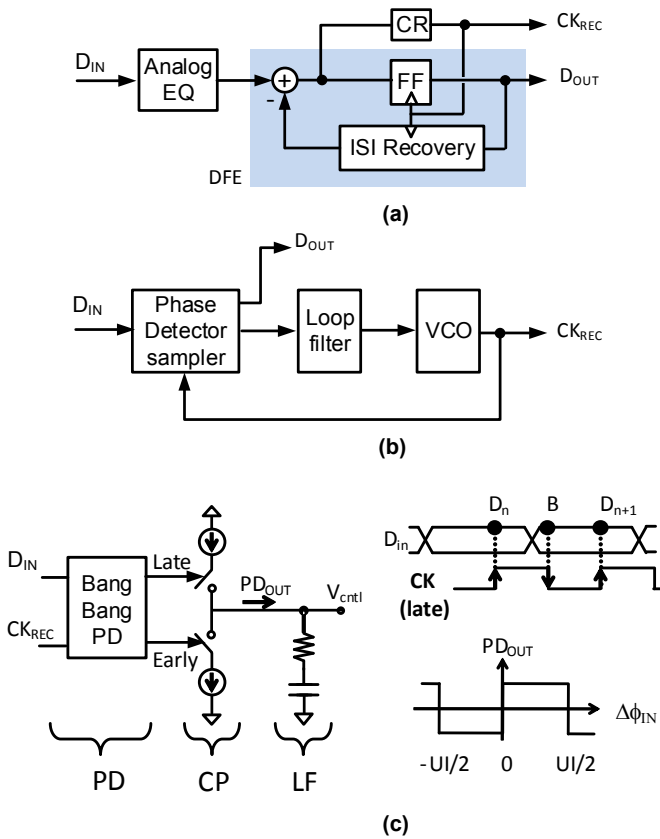 CR
CK_REC
D_IN
Analog EQ
+
-
FF
D_OUT
ISI Recovery
DFE
(a)
D_OUT
D_IN
Phase Detector sampler
Loop filter
VCO
CK_REC
(b)
D_IN
CK_REC
Bang Bang PD
Late
Early
PD_OUT
V_cntl
PD
CP
LF
D_n
B
D_n+1
D_in
CK (late)
PD_OUT
Δϕ_IN
-UI/2
0
UI/2
(c)